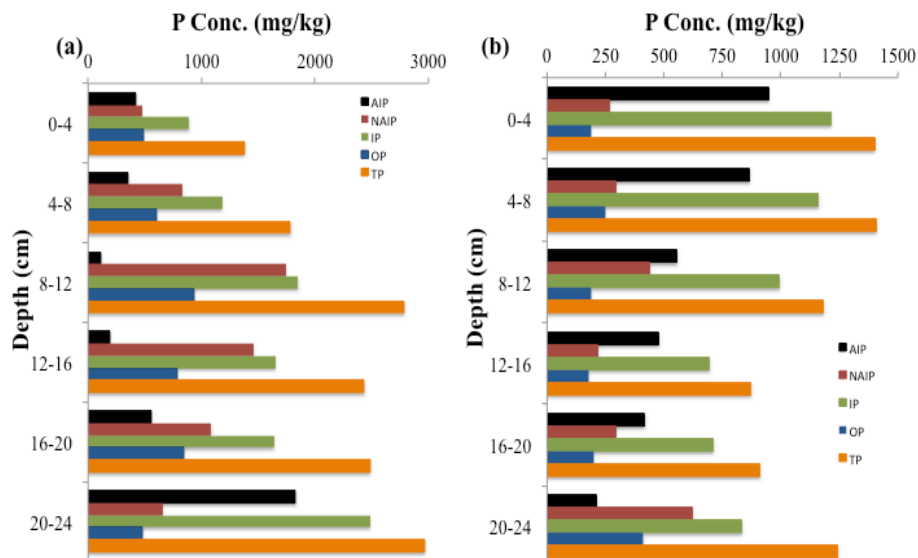 P Conc. (mg/kg)
(a)
0 1000 2000 3000
AIP
NAIP
IP
OP
TP
Depth (cm)
0-4
4-8
8-12
12-16
16-20
20-24
P Conc. (mg/kg)
(b)
0 250 500 750 1000 1250 1500
Depth (cm)
0-4
4-8
8-12
12-16
16-20
20-24
AIP
NAIP
IP
OP
TP